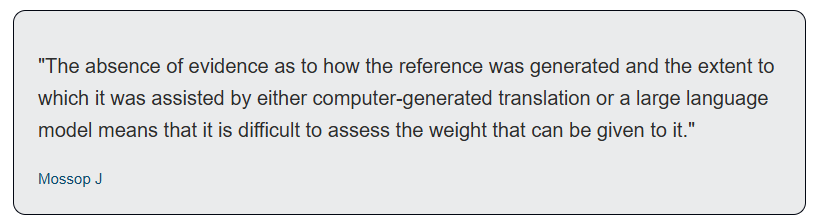 "The absence of evidence as to how the reference was generated and the extent to
which it was assisted by either computer-generated translation or a large language
model means that it is difficult to assess the weight that can be given to it."
Mossop J